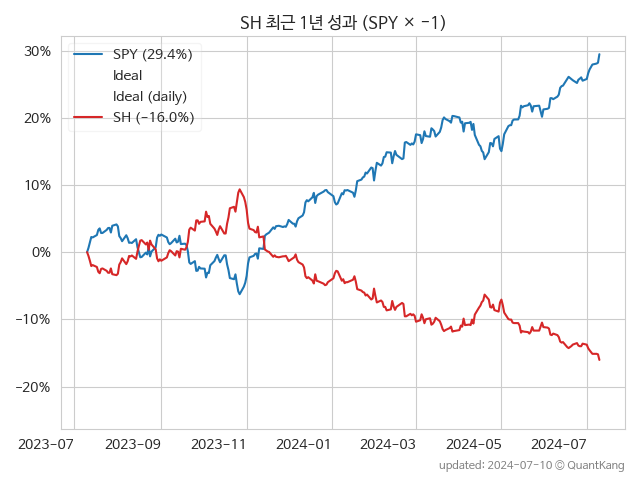 SH 최근 1년 성과 (SPY × −1)
SPY (29.4%)
Ideal
Ideal (daily)
SH (−16.0%)
30%
20%
10%
0%
−10%
−20%
2023-07
2023-09
2023-11
2024-01
2024-03
2024-05
2024-07
updated: 2024-07-10 © QuantKang